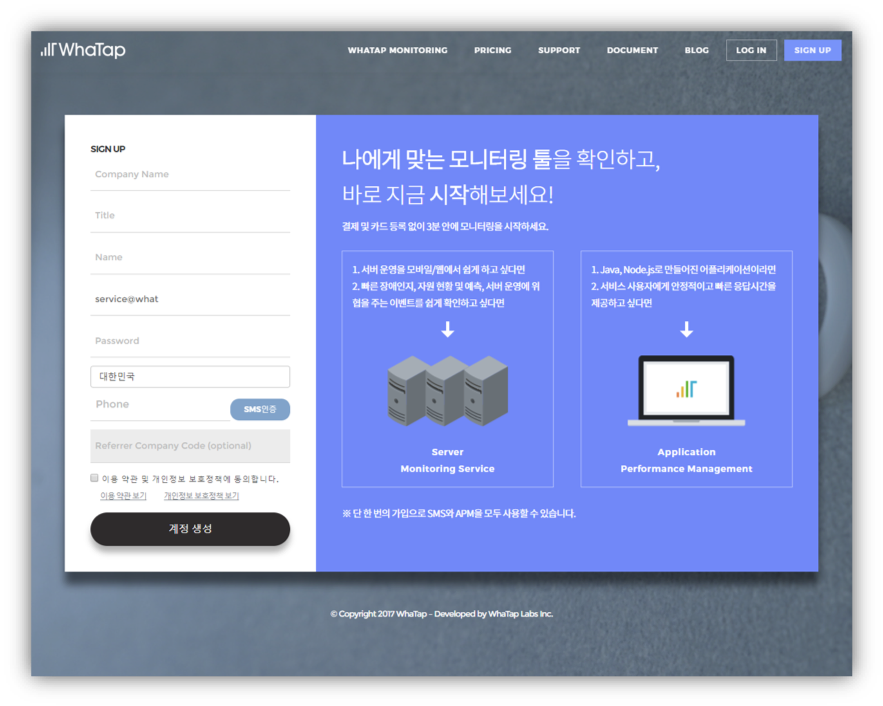 WhaTap
WHATAP MONITORING
PRICING
SUPPORT
DOCUMENT
BLOG
LOG IN
SIGN UP
SIGN UP
Company Name
Title
Name
service@what
Password
대한민국
Phone
SMS인증
Referrer Company Code (optional)
이용 약관 및 개인정보 보호정책에 동의합니다.
이용 약관 보기
개인정보 보호정책 보기
계정 생성
나에게 맞는 모니터링 툴을 확인하고,
바로 지금 시작해보세요!
결제 및 카드 등록 없이 3분 안에 모니터링을 시작하세요.
1. 서버 운영을 모바일/웹에서 쉽게 하고 싶다면
2. 빠른 장애인지, 자원 현황 및 예측, 서버 운영에 위
협을 주는 이벤트를 쉽게 확인하고 싶다면
Server
Monitoring Service
1. Java, Node.js로 만들어진 어플리케이션이라면
2. 서비스 사용자에게 안정적이고 빠른 응답시간을
제공하고 싶다면
Application
Performance Management
※ 단 한 번의 가입으로 SMS와 APM을 모두 사용할 수 있습니다.
© Copyright 2017 WhaTap - Developed by WhaTap Labs Inc.